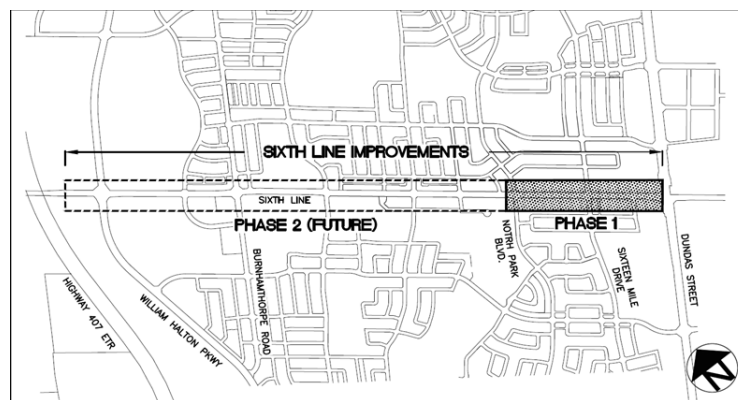 SIXTH LINE IMPROVEMENTS
SIXTH LINE
PHASE 2 (FUTURE)
PHASE 1
HIGHWAY 407 ETR
WILLIAM HALTON PKWY
BURNHAMTHORPE ROAD
NOTRH PARK
BLVD.
SIXTEEN MILE
DRIVE
DUNDAS STREET
N